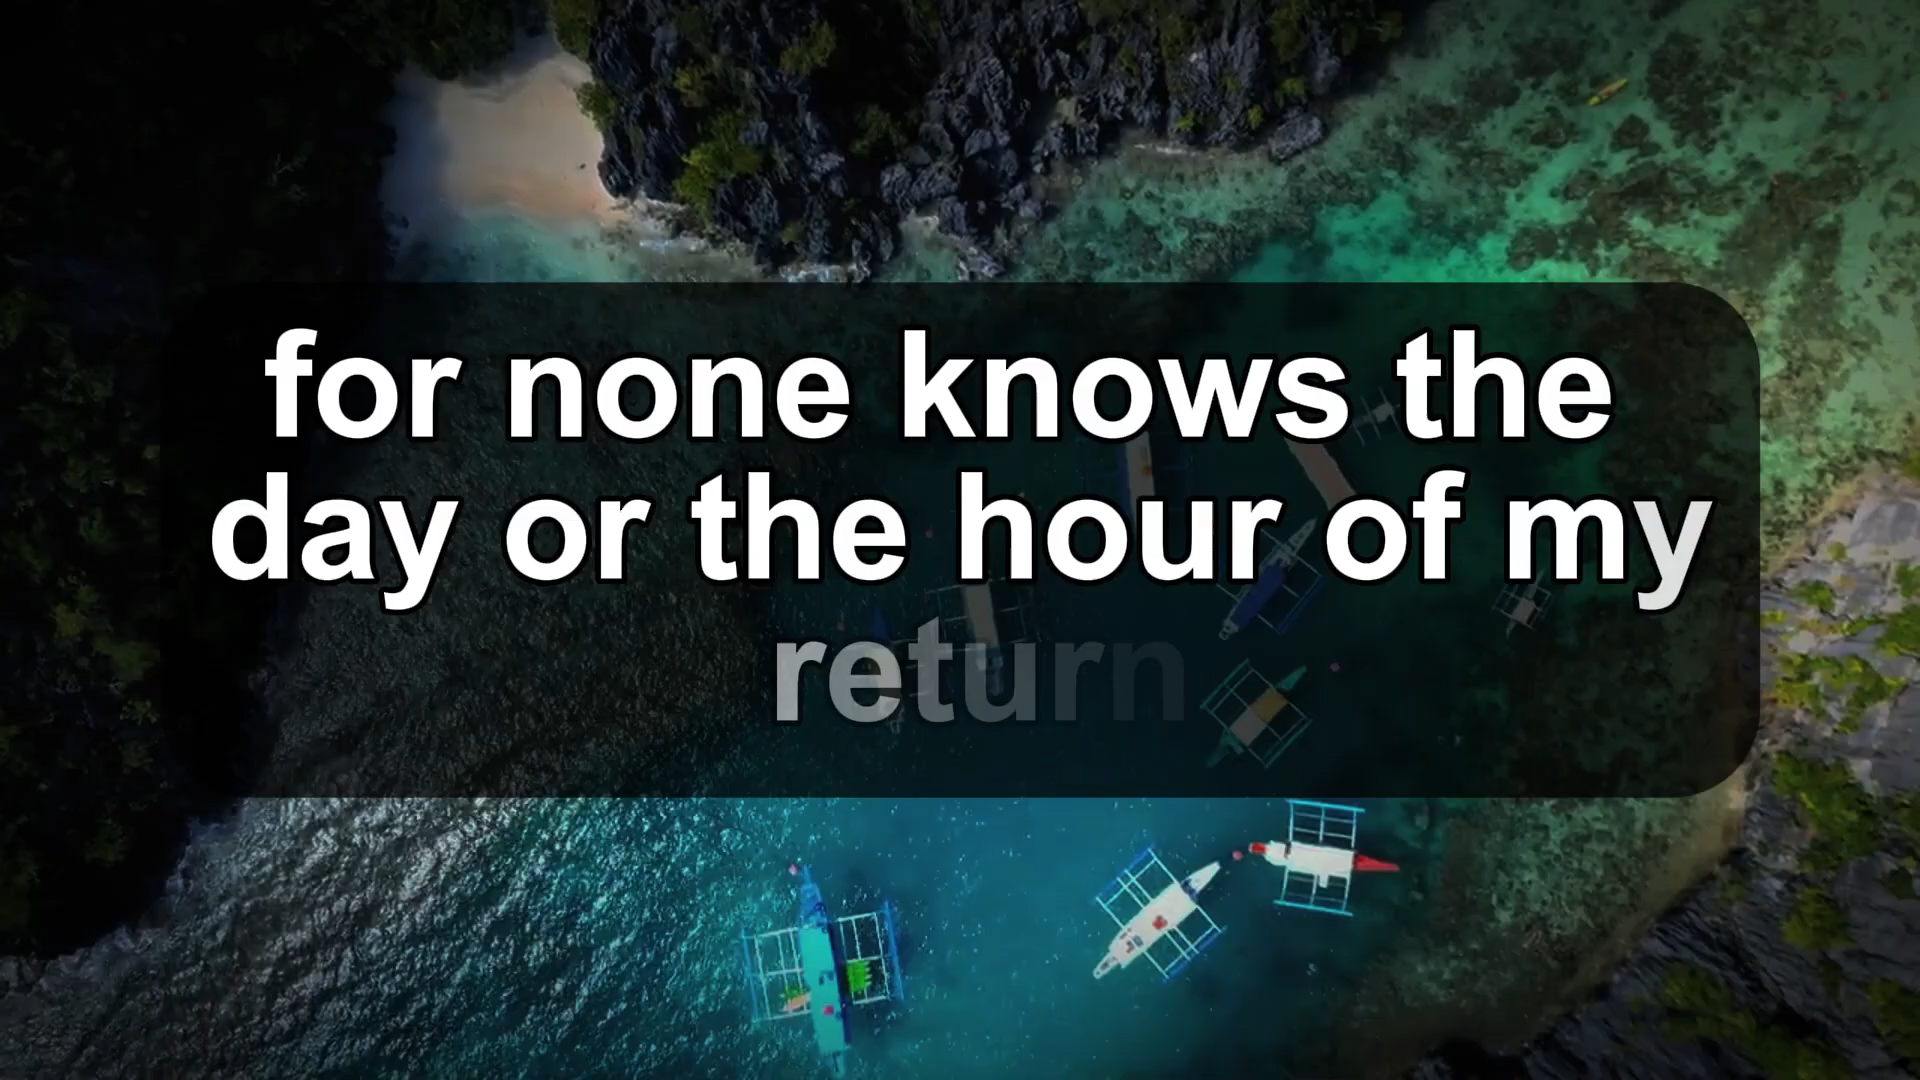 for none knows the
day or the hour of my
return